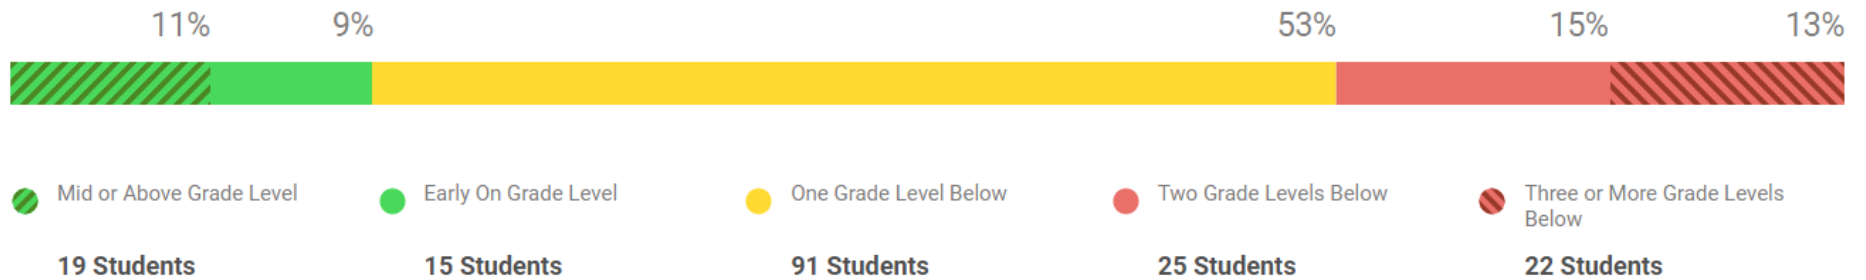 11% 9% 53% 15% 13%
Mid or Above Grade Level
19 Students
Early On Grade Level
15 Students
One Grade Level Below
91 Students
Two Grade Levels Below
25 Students
Three or More Grade Levels
Below
22 Students